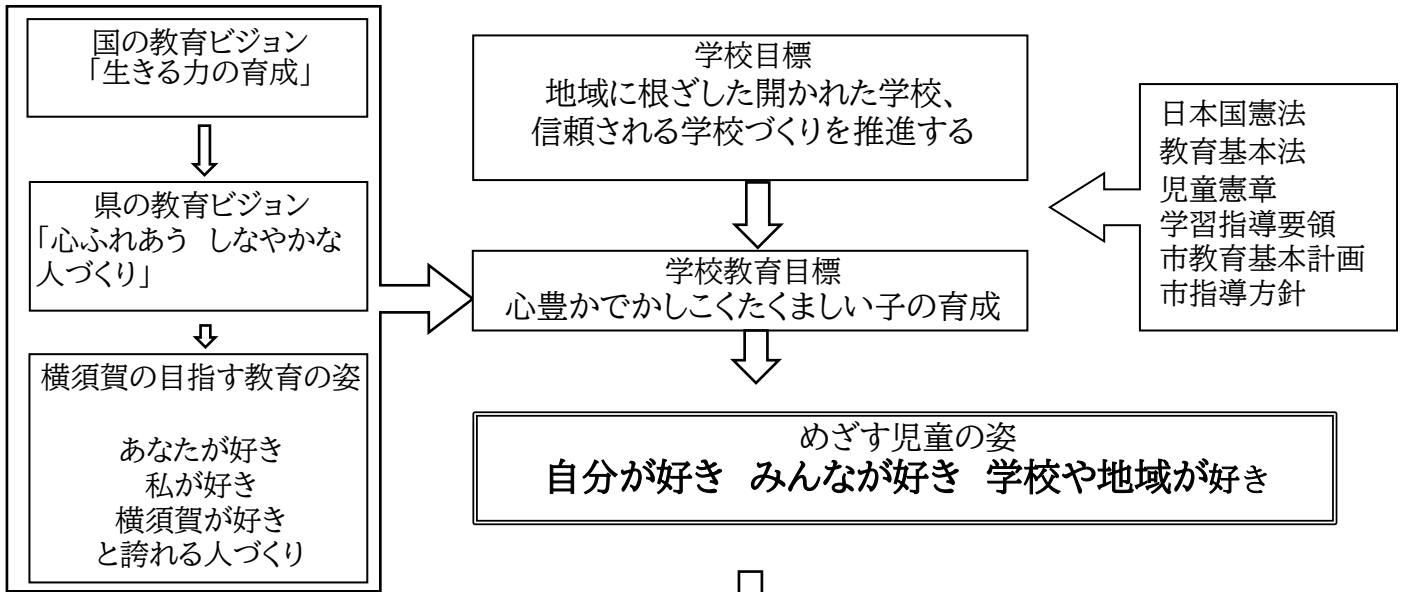 国の教育ビジョン
「生きる力の育成」
県の教育ビジョン
「心ふれあう しなやかな
人づくり」
横須賀の目指す教育の姿
あなたが好き
私が好き
横須賀が好き
と誇れる人づくり
学校目標
地域に根ざした開かれた学校、
信頼される学校づくりを推進する
学校教育目標
心豊かでかしこくたくましい子の育成
めざす児童の姿
自分が好き みんなが好き 学校や地域が好き
日本国憲法
教育基本法
児童憲章
学習指導要領
市教育基本計画
市指導方針